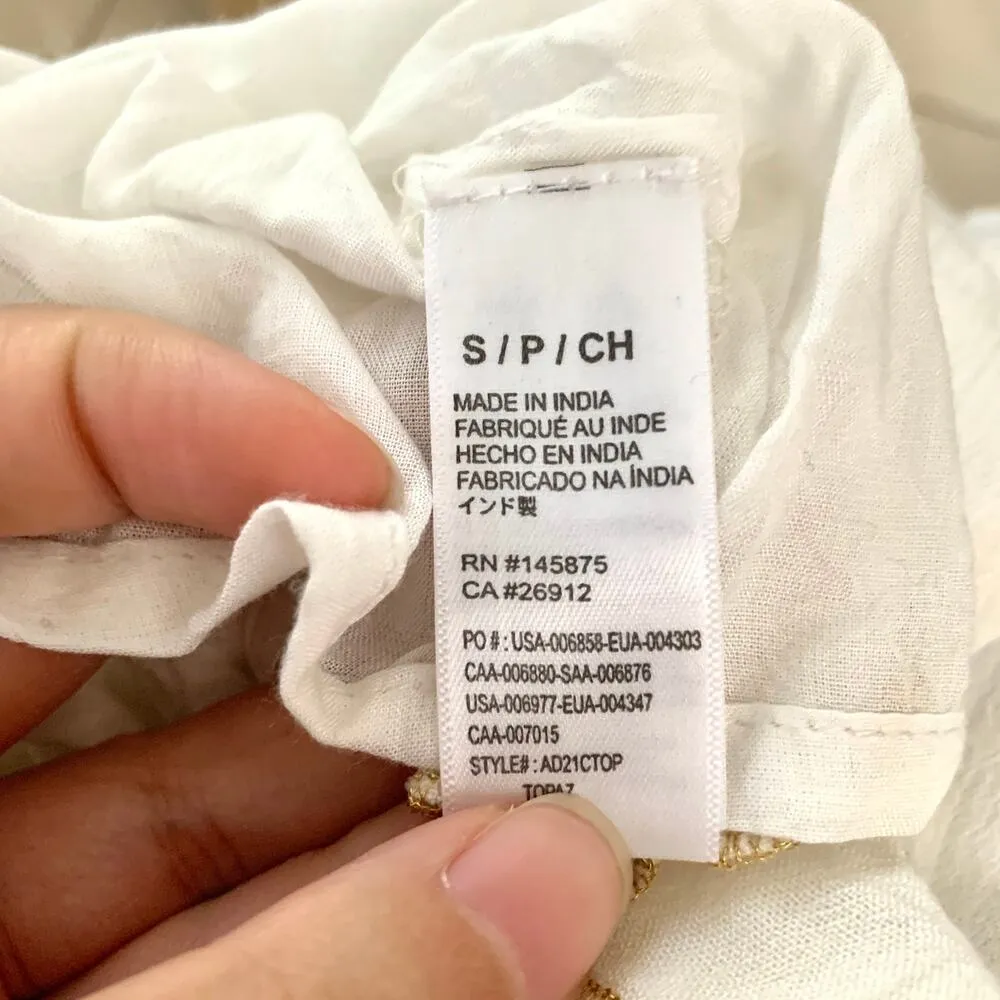 S / P / CH
MADE IN INDIA
FABRIQUÉ AU INDE
HECHO EN INDIA
FABRICADO NA ÍNDIA
インド製
RN #145875
CA #26912
PO # : USA-006858-EUA-004303
CAA-006880-SAA-006876
USA-006977-EUA-004347
CAA-007015
STYLE# : AD21CTOP
TOPAZ